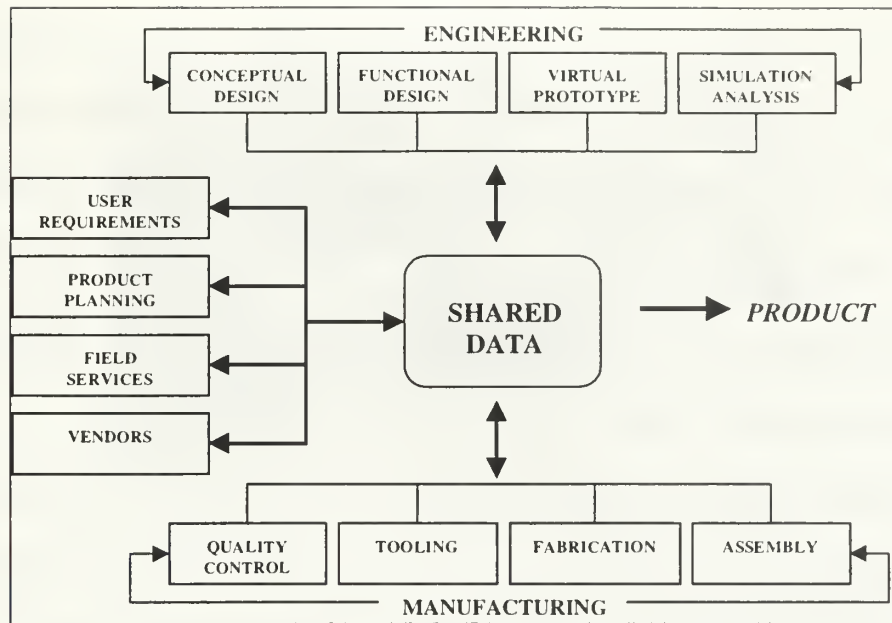 ENGINEERING
CONCEPTUAL
DESIGN
FUNCTIONAL
DESIGN
VIRTUAL
PROTOTYPE
SIMULATION
ANALYSIS
USER
REQUIREMENTS
PRODUCT
PLANNING
FIELD
SERVICES
VENDORS
SHARED
DATA
PRODUCT
QUALITY
CONTROL
TOOLING
FABRICATION
ASSEMBLY
MANUFACTURING